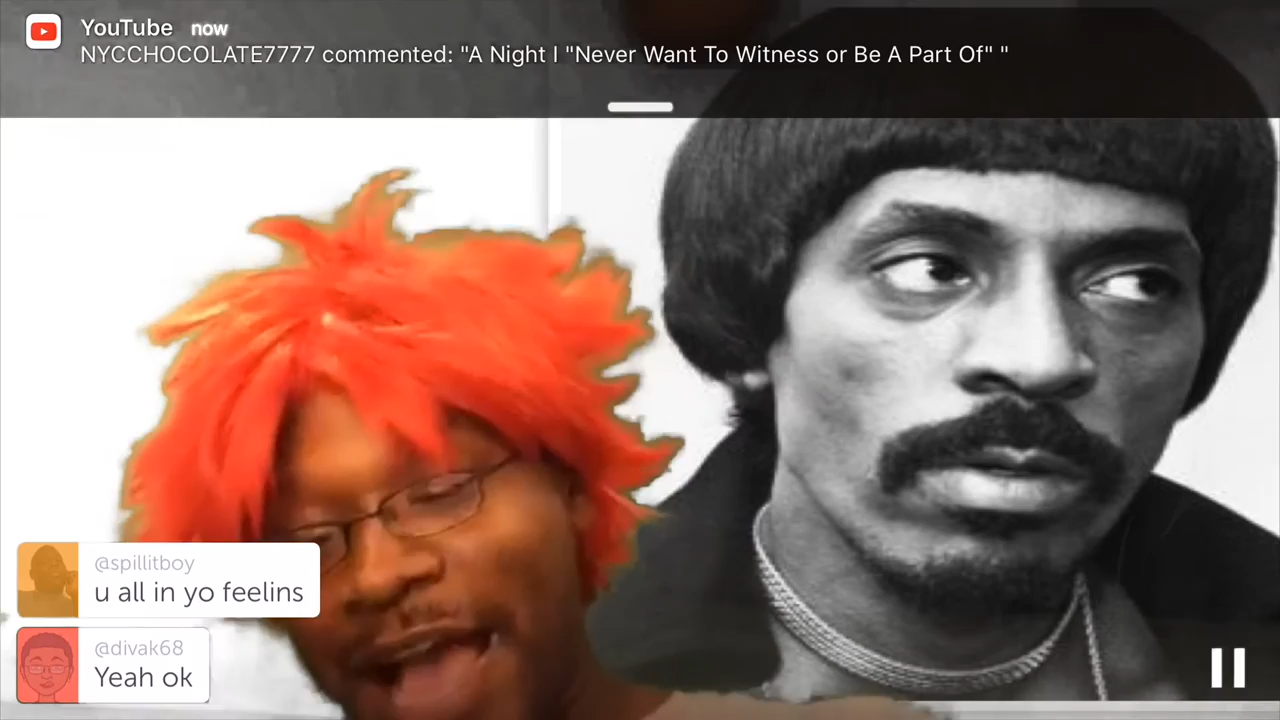 YouTube now
NYCCHOCOLATE7777 commented: "A Night I "Never Want To Witness or Be A Part Of" "
@spillitboy
u all in yo feelins
@divak68
Yeah ok